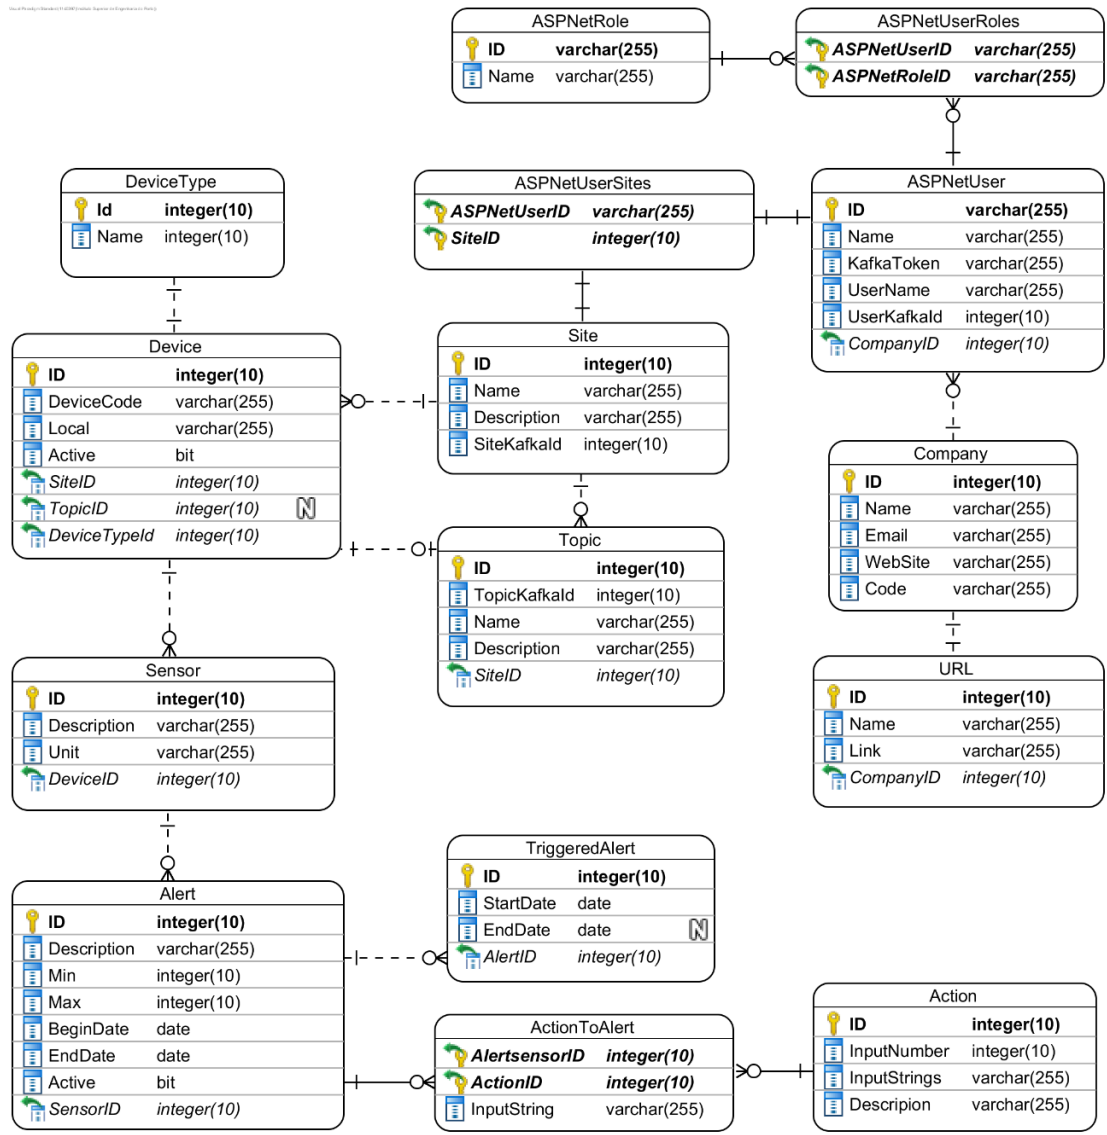 ASPNetRole
ID varchar(255)
Name varchar(255)
ASPNetUserRoles
ASPNetUserID varchar(255)
ASPNetRoleID varchar(255)
DeviceType
Id integer(10)
Name integer(10)
ASPNetUserSites
ASPNetUserID varchar(255)
SiteID integer(10)
ASPNetUser
ID varchar(255)
Name varchar(255)
KafkaToken varchar(255)
UserName varchar(255)
UserKafkaId integer(10)
CompanyID integer(10)
Device
ID integer(10)
DeviceCode varchar(255)
Local varchar(255)
Active bit
SiteID integer(10)
TopicID integer(10) N
DeviceTypeId integer(10)
Site
ID integer(10)
Name varchar(255)
Description varchar(255)
SiteKafkaId integer(10)
Company
ID integer(10)
Name varchar(255)
Email varchar(255)
WebSite varchar(255)
Code varchar(255)
Topic
ID integer(10)
TopicKafkaId integer(10)
Name varchar(255)
Description varchar(255)
SiteID integer(10)
Sensor
ID integer(10)
Description varchar(255)
Unit varchar(255)
DeviceID integer(10)
URL
ID integer(10)
Name varchar(255)
Link varchar(255)
CompanyID integer(10)
Alert
ID integer(10)
Description varchar(255)
Min integer(10)
Max integer(10)
BeginDate date
EndDate date
Active bit
SensorID integer(10)
TriggeredAlert
ID integer(10)
StartDate date
EndDate date N
AlertID integer(10)
ActionToAlert
AlertsensorID integer(10)
ActionID integer(10)
InputString varchar(255)
Action
ID integer(10)
InputNumber integer(10)
InputStrings varchar(255)
Descripion varchar(255)